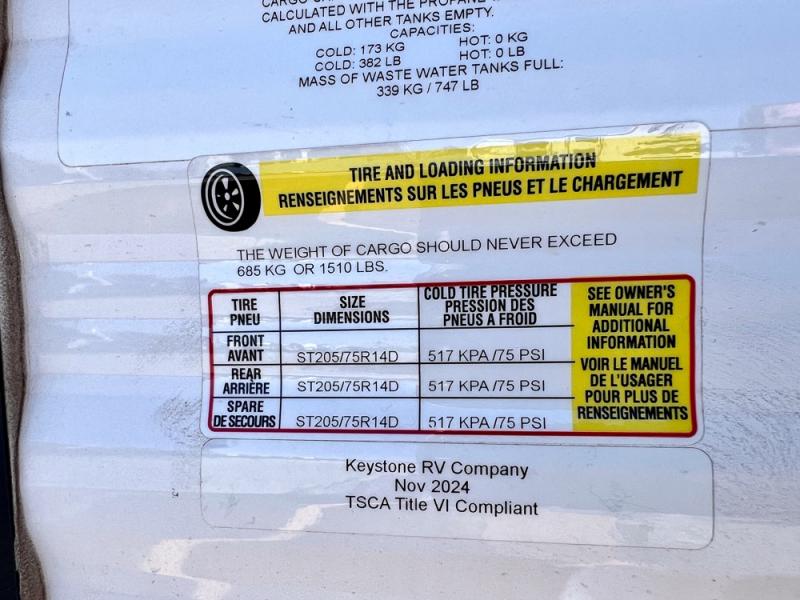 CALCULATED WITH THE PROPANE
AND ALL OTHER TANKS EMPTY.
CAPACITIES:
COLD: 173 KG HOT: 0 KG
COLD: 382 LB HOT: 0 LB
MASS OF WASTE WATER TANKS FULL:
339 KG / 747 LB
TIRE AND LOADING INFORMATION
RENSEIGNEMENTS SUR LES PNEUS ET LE CHARGEMENT
THE WEIGHT OF CARGO SHOULD NEVER EXCEED
685 KG OR 1510 LBS.
TIRE
PNEU
SIZE
DIMENSIONS
COLD TIRE PRESSURE
PRESSION DES
PNEUS A FROID
FRONT
AVANT
ST205/75R14D
517 KPA /75 PSI
REAR
ARRIÈRE
ST205/75R14D
517 KPA /75 PSI
SPARE
DE SECOURS
ST205/75R14D
517 KPA /75 PSI
SEE OWNER'S
MANUAL FOR
ADDITIONAL
INFORMATION
VOIR LE MANUEL
DE L'USAGER
POUR PLUS DE
RENSEIGNEMENTS
Keystone RV Company
Nov 2024
TSCA Title VI Compliant